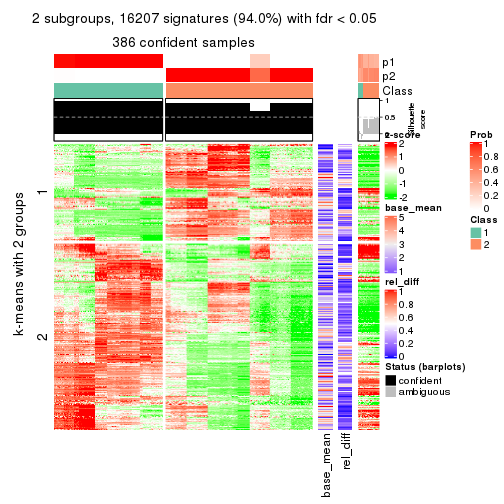 2 subgroups, 16207 signatures (94.0%) with fdr < 0.05
386 confident samples
p1
p2
Class
1
0.5
0
Silhouette
score
k-means with 2 groups
1
2
z-score
2
1
0
-1
-2
base_mean
5
4
3
2
1
rel_diff
1
0.8
0.6
0.4
0.2
0
Status (barplots)
confident
ambiguous
Prob
1
0.8
0.6
0.4
0.2
0
Class
1
2
base_mean
rel_diff